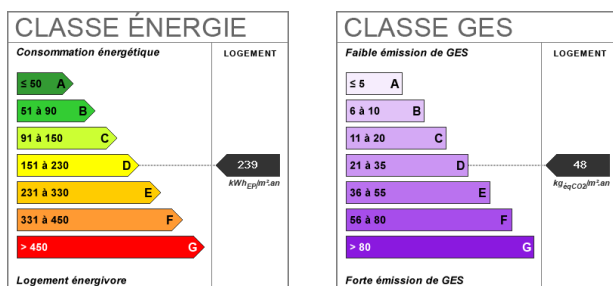 CLASSE ÉNERGIE
Consommation énergétique
LOGEMENT
≤ 50 A
51 à 90 B
91 à 150 C
151 à 230 D
239
kWhEP/m².an
231 à 330 E
331 à 450 F
> 450 G
Logement énergivore
CLASSE GES
Faible émission de GES
LOGEMENT
≤ 5 A
6 à 10 B
11 à 20 C
21 à 35 D
48
kgéqCO2/m².an
36 à 55 E
56 à 80 F
> 80 G
Forte émission de GES